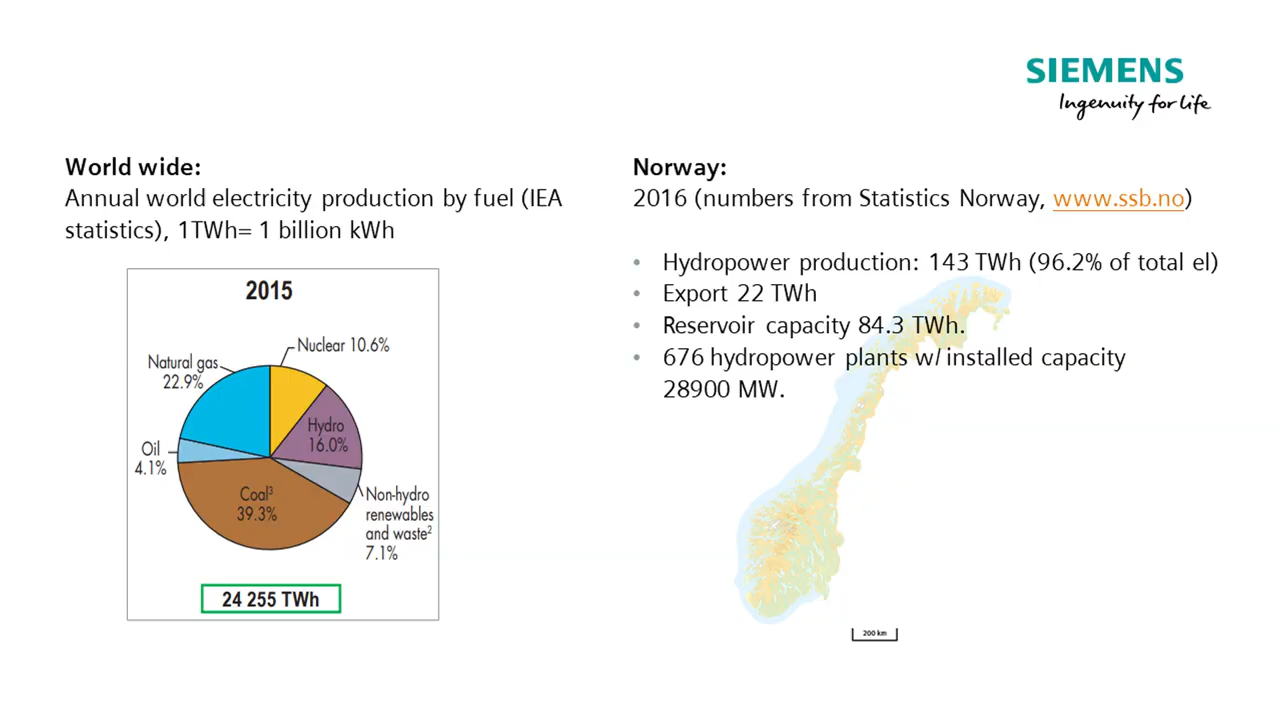 SIEMENS
Ingenuity for life
World wide:
Annual world electricity production by fuel (IEA
statistics), 1TWh= 1 billion kWh
2015
Nuclear 10.6%
Natural gas
22.9%
Hydro
16.0%
Oil
4.1%
Coal³
39.3%
Non-hydro
renewables
and waste²
7.1%
24 255 TWh
Norway:
2016 (numbers from Statistics Norway, www.ssb.no)
• Hydropower production: 143 TWh (96.2% of total el)
• Export 22 TWh
• Reservoir capacity 84.3 TWh.
• 676 hydropower plants w/ installed capacity
28900 MW.
200 km